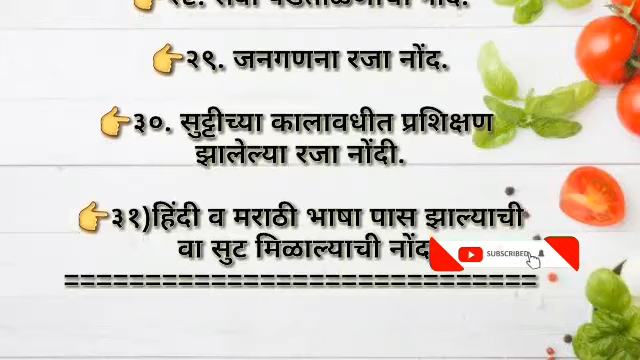 👉२९. जनगणना रजा नोंद.
👉३०. सुट्टीच्या कालावधीत प्रशिक्षण
झालेल्या रजा नोंदी.
👉३१)हिंदी व मराठी भाषा पास झाल्याची
वा सुट मिळाल्याची नोंद
SUBSCRIBED
==============================